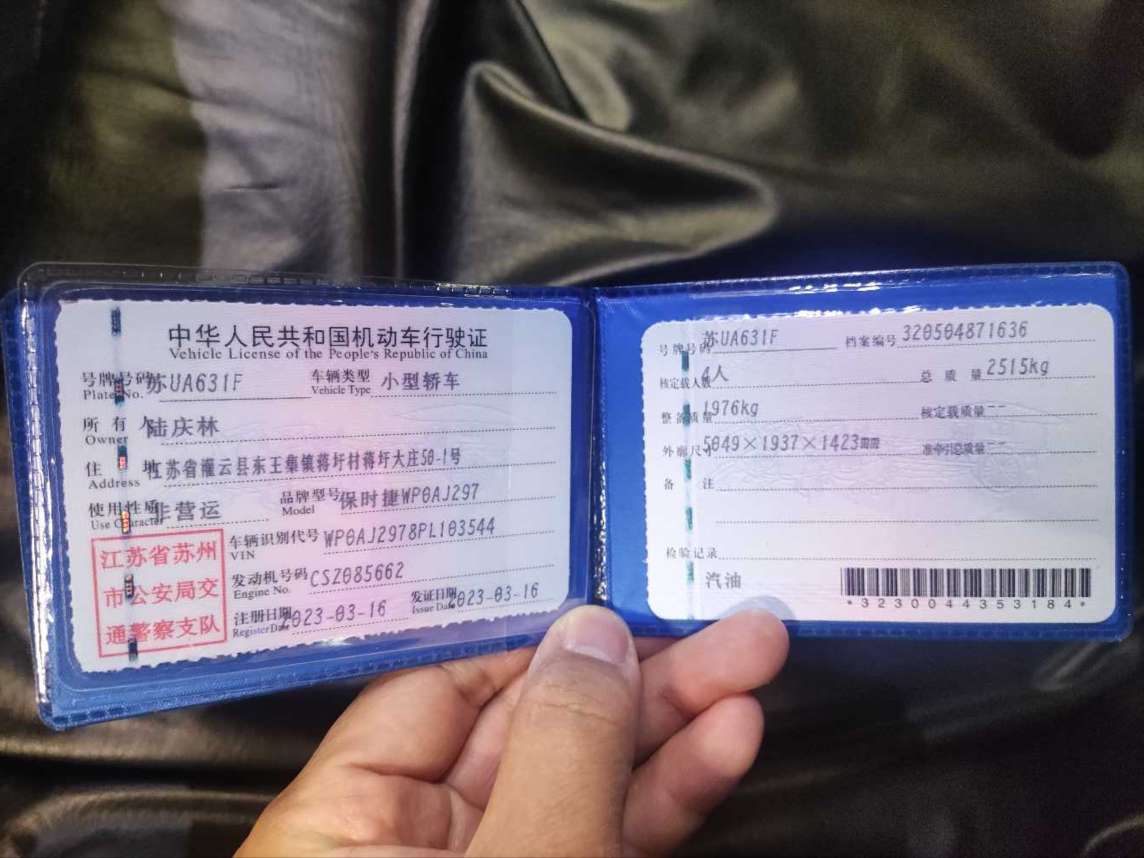 中华人民共和国机动车行驶证
Vehicle License of the People's Republic of China
号牌号码 苏UA631F 车辆类型 小型轿车
Plate No. Vehicle Type
所有人 陆庆林
Owner
住 地 江苏省灌云县东王集镇蒋圩村蒋圩大庄50-1号
Address
使用性质 非营运 品牌型号 保时捷WP0AJ297
Use Character Model
江苏省苏州
市公安局交
通警察支队
车辆识别代号 WP0AJ2978PL103544
VIN
发动机号码 CSZ085662
Engine No.
注册日期 2023-03-16 发证日期 2023-03-16
Register Date Issue Date
号牌号码 苏UA631F 档案编号 320504871636
核定载人数 4人 总质量 2515kg
整备质量 1976kg 核定载质量 --
外廓尺寸 5049×1937×1423mm 准牵引总质量 --
备 注
检验记录
汽油
*3230044353184*